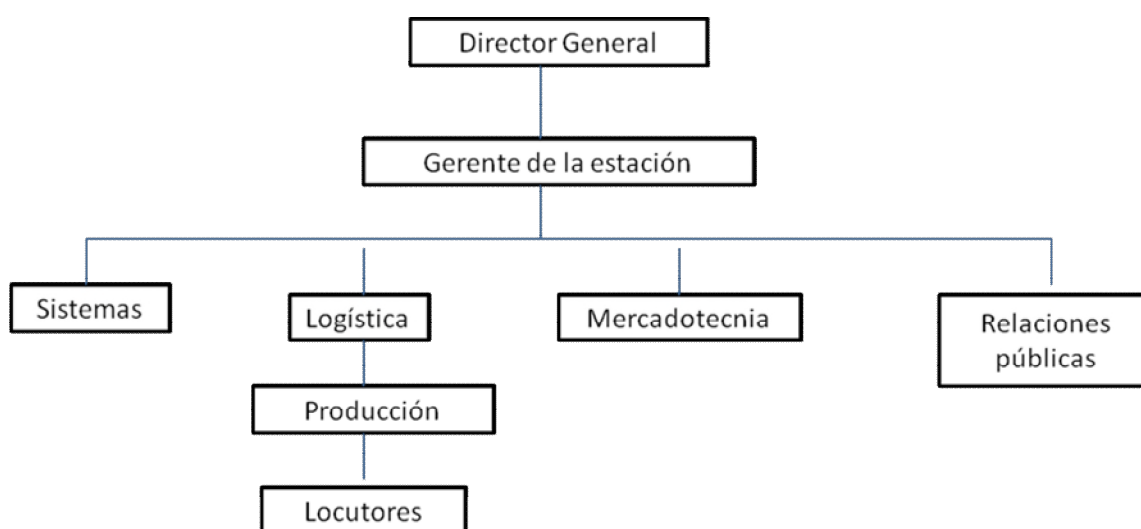 Director General
Gerente de la estación
Sistemas
Logística
Mercadotecnia
Relaciones
públicas
Producción
Locutores